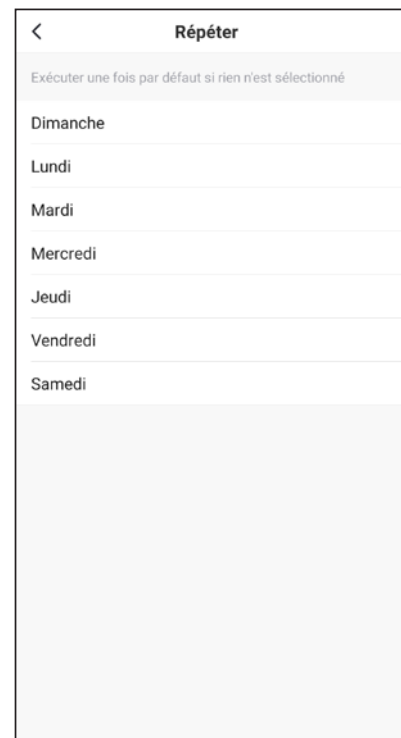 Répéter
Exécuter une fois par défaut si rien n'est sélectionné
Dimanche
Lundi
Mardi
Mercredi
Jeudi
Vendredi
Samedi